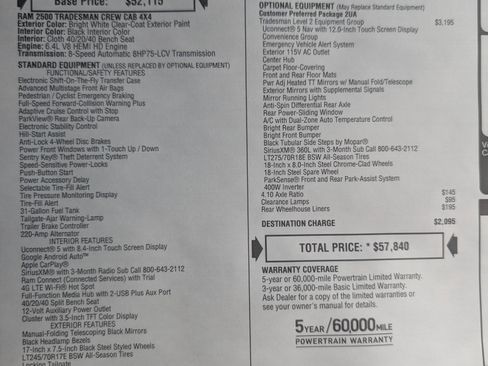 Base Price: $52,115
RAM 2500 TRADESMAN CREW CAB 4X4
Exterior Color: Bright White Clear-Coat Exterior Paint
Interior Color: Black Interior Color
Interior: Cloth 40/20/40 Bench Seat
Engine: 6.4L V8 HEMI HD Engine
Transmission: 8-Speed Automatic 8HP75-LCV Transmission
STANDARD EQUIPMENT (UNLESS REPLACED BY OPTIONAL EQUIPMENT)
FUNCTIONAL/SAFETY FEATURES
Electronic Shift-On-The-Fly Transfer Case
Advanced Multistage Front Air Bags
Pedestrian / Cyclist Emergency Braking
Full-Speed Forward-Collision Warning Plus
Adaptive Cruise Control with Stop
ParkView® Rear Back-Up Camera
Electronic Stability Control
Hill-Start Assist
Anti-Lock 4-Wheel Disc Brakes
Power Front Windows with 1-Touch Up / Down
Sentry Key® Theft Deterrent System
Speed-Sensitive Power-Locks
Push-Button Start
Power Accessory Delay
Selectable Tire-Fill Alert
Tire Pressure Monitoring Display
Tire-Fill Alert
31-Gallon Fuel Tank
Tailgate-Ajar Warning-Lamp
Trailer Brake Controller
220-Amp Alternator
INTERIOR FEATURES
Uconnect® 5 with 8.4-Inch Touch Screen Display
Google Android Auto™
Apple CarPlay®
SiriusXM® with 3-Month Radio Sub Call 800-643-2112
Ram Connect (Connected Services) with Trial
4G LTE Wi-Fi® Hot Spot
Full-Function Media Hub with 2-USB Plus Aux Port
40/20/40 Split Bench Seat
12-Volt Auxiliary Power Outlet
Cluster with 3.5-Inch TFT Color Display
EXTERIOR FEATURES
Manual-Folding Telescoping Black Mirrors
Black Headlamp Bezels
17-Inch x 7.5-Inch Black Steel Styled Wheels
LT245/70R17E BSW All-Season Tires
Locking Tailgate
OPTIONAL EQUIPMENT (May Replace Standard Equipment)
Customer Preferred Package 2UA
Tradesman Level 2 Equipment Group $3,195
Uconnect® 5 Nav with 12.0-Inch Touch Screen Display
Convenience Group
Emergency Vehicle Alert System
Exterior 115V AC Outlet
Center Hub
Carpet Floor-Covering
Front and Rear Floor Mats
Pwr Adj Heated TT Mirrors w/ Manual Fold/Telescope
Exterior Mirrors with Supplemental Signals
Mirror Running Lights
Anti-Spin Differential Rear Axle
Rear Power-Sliding Window
A/C with Dual-Zone Auto Temperature Control
Bright Rear Bumper
Bright Front Bumper
Black Tubular Side Steps by Mopar®
SiriusXM® 360L with 3-Month Sub Call 800-643-2112
LT275/70R18E BSW All-Season Tires
18-Inch x 8.0-Inch Steel Chrome-Clad Wheels
18-Inch Steel Spare Wheel
ParkSense® Front and Rear Park-Assist System
400W Inverter
4.10 Axle Ratio $145
Clearance Lamps $95
Rear Wheelhouse Liners $195
DESTINATION CHARGE $2,095
TOTAL PRICE: * $57,840
WARRANTY COVERAGE
5-year or 60,000-mile Powertrain Limited Warranty.
3-year or 36,000-mile Basic Limited Warranty.
Ask Dealer for a copy of the limited warranties or
see your owner's manual for details.
5YEAR/60,000MILE
POWERTRAIN WARRANTY